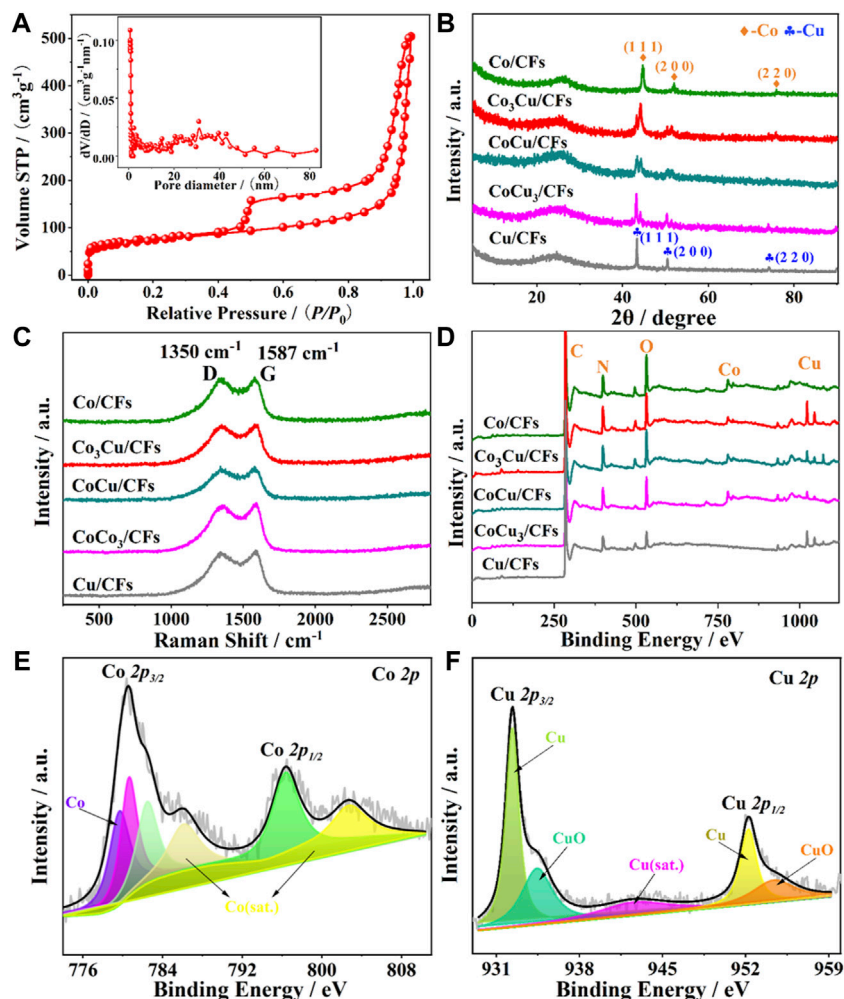 A
500
400
300
200
100
0
Volume STP / (cm³g⁻¹)
0.0 0.2 0.4 0.6 0.8 1.0
Relative Pressure / (P/P₀)
0.10
0.05
0.00
dV/dD / (cm³g⁻¹nm⁻¹)
0 20 40 60 80
Pore diameter / (nm)
B
♦-Co ♣-Cu
(1 1 1)
(2 0 0)
(2 2 0)
Co/CFs
Co₃Cu/CFs
CoCu/CFs
CoCu₃/CFs
Cu/CFs
♣(1 1 1)
♣(2 0 0)
♣(2 2 0)
Intensity / a.u.
20 40 60 80
2θ / degree
C
1350 cm⁻¹ 1587 cm⁻¹
D G
Co/CFs
Co₃Cu/CFs
CoCu/CFs
CoCo₃/CFs
Cu/CFs
Intensity / a.u.
500 1000 1500 2000 2500
Raman Shift / cm⁻¹
D
C N O Co Cu
Co/CFs
Co₃Cu/CFs
CoCu/CFs
CoCu₃/CFs
Cu/CFs
Intensity / a.u.
0 250 500 750 1000
Binding Energy / eV
E
Co 2p₃/₂
Co 2p
Co 2p₁/₂
Co
Co(sat.)
Intensity / a.u.
776 784 792 800 808
Binding Energy / eV
F
Cu 2p₃/₂
Cu 2p
Cu
Cu 2p₁/₂
Cu
CuO
Cu(sat.)
CuO
Intensity / a.u.
931 938 945 952 959
Binding Energy / eV